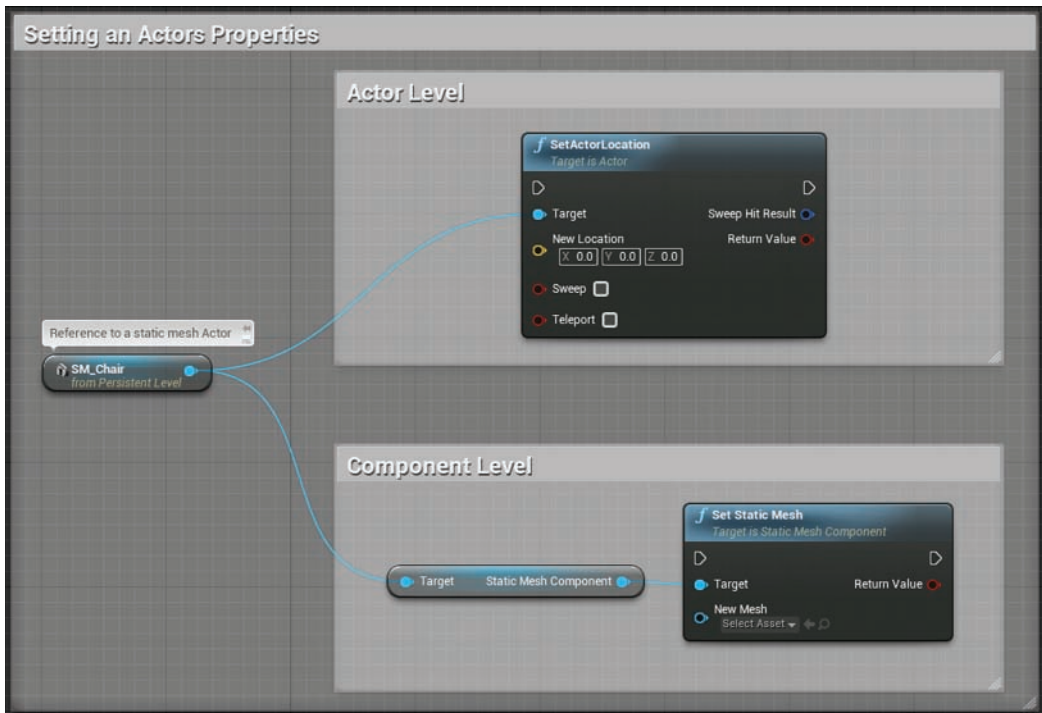 Setting an Actors Properties
Actor Level
f SetActorLocation
Target is Actor
Target Sweep Hit Result
New Location Return Value
X 0.0 Y 0.0 Z 0.0
Sweep
Teleport
Reference to a static mesh Actor
SM_Chair
from Persistent Level
Component Level
f Set Static Mesh
Target is Static Mesh Component
Target Static Mesh Component
Target Return Value
New Mesh
Select Asset